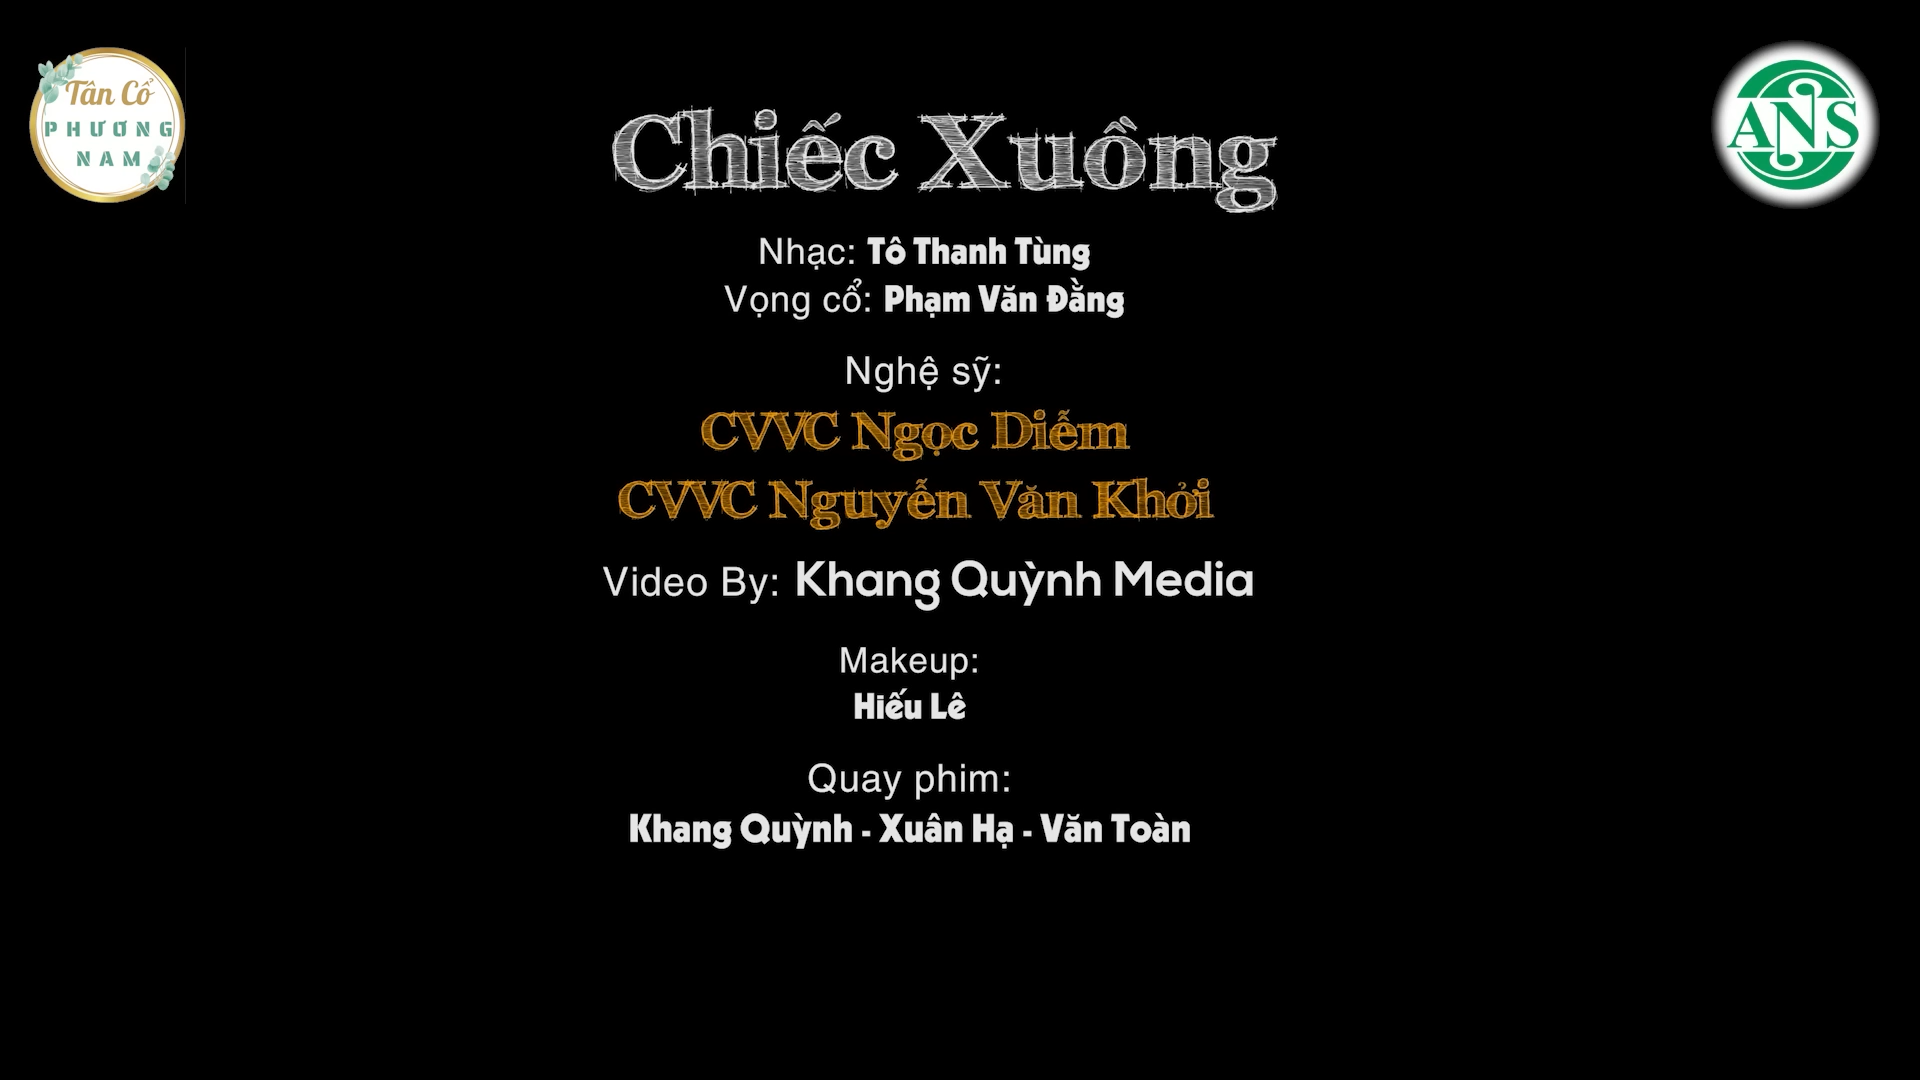 Tân Cổ
PHƯƠNG
NAM
ANS
Chiếc Xuồng
Nhạc: Tô Thanh Tùng
Vọng cổ: Phạm Văn Đằng
Nghệ sỹ:
CVVC Ngọc Diễm
CVVC Nguyễn Văn Khởi
Video By: Khang Quỳnh Media
Makeup:
Hiếu Lê
Quay phim:
Khang Quỳnh - Xuân Hạ - Văn Toàn